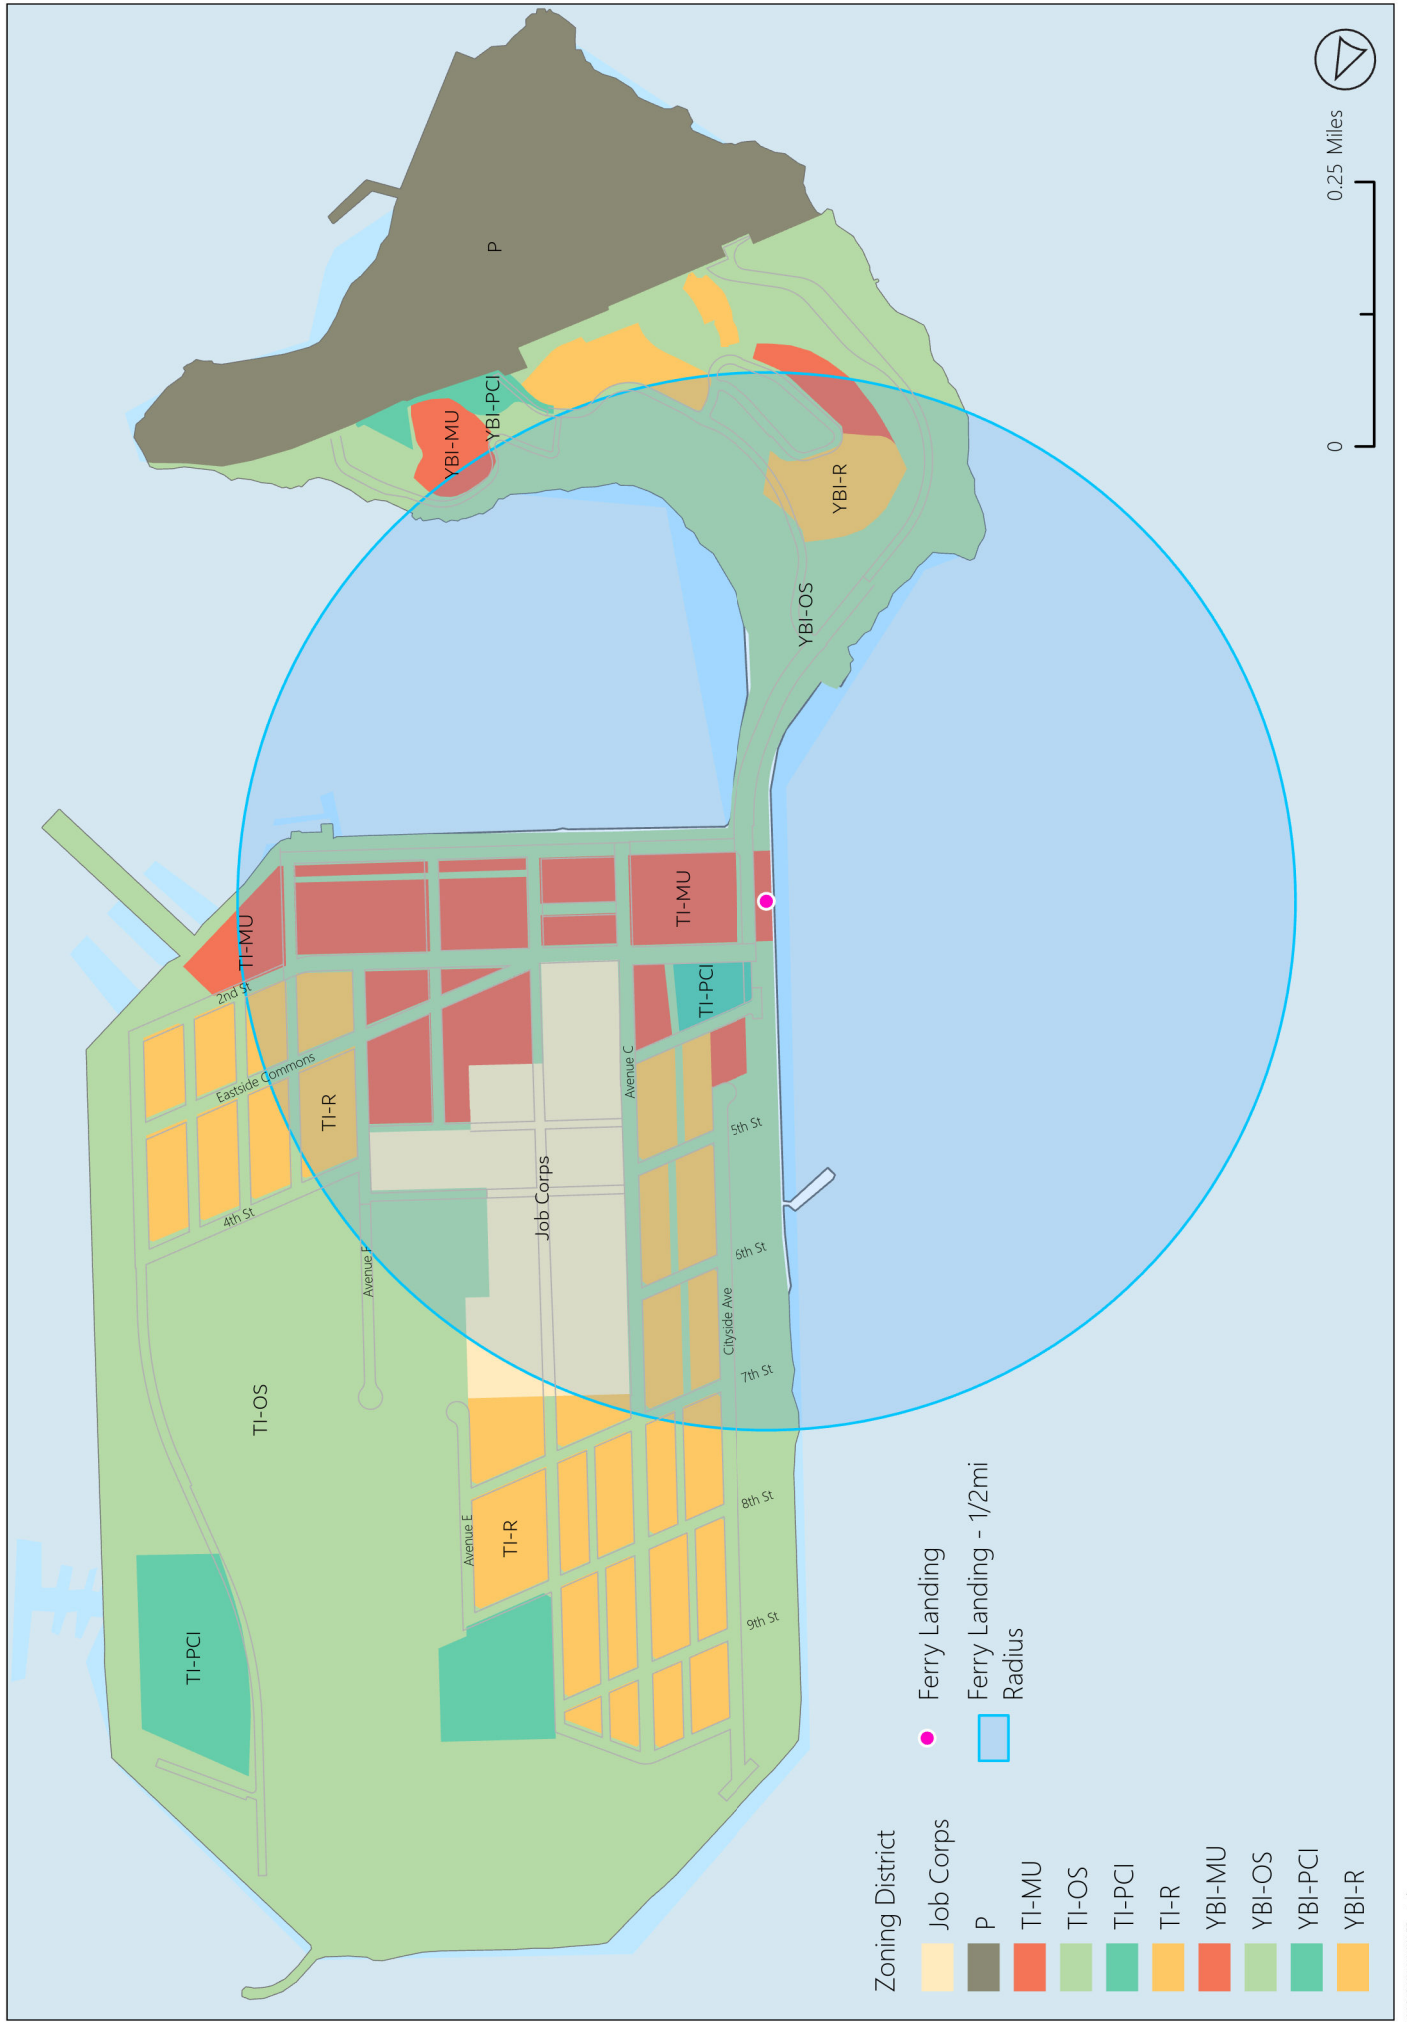 TI-PCI
2nd St
4th St
TI-MU
TI-OS
Eastside Commons
TI-R
Avenue F
YBI-MU
Avenue E
YBI-PCI
P
TI-R
Job Corps
Avenue C
TI-MU
TI-PCI
Cityside Ave
9th St
8th St
7th St
6th St
5th St
YBI-OS
YBI-R
Zoning District
Job Corps
P
TI-MU
TI-OS
TI-PCI
TI-R
YBI-MU
YBI-OS
YBI-PCI
YBI-R
Ferry Landing
Ferry Landing - 1/2mi
Radius
0 0.25 Miles